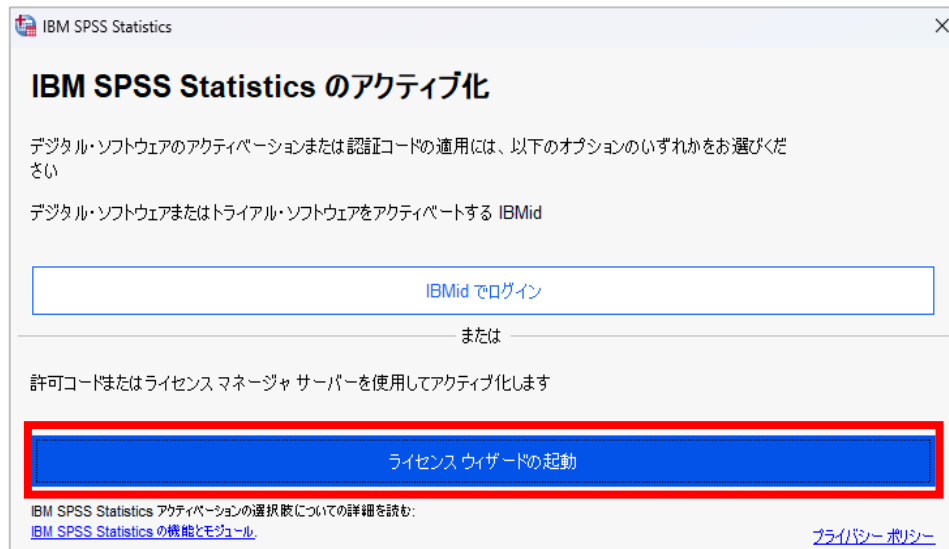 IBM SPSS Statistics
IBM SPSS Statistics のアクティブ化
デジタル・ソフトウェアのアクティベーションまたは認証コードの適用には、以下のオプションのいずれかをお選びくだ
さい
デジタル・ソフトウェアまたはトライアル・ソフトウェアをアクティベートする IBMid
IBMid でログイン
または
許可コードまたはライセンス マネージャ サーバーを使用してアクティブ化します
ライセンス ウィザードの起動
IBM SPSS Statistics アクティベーションの選択肢についての詳細を読む:
IBM SPSS Statistics の機能とモジュール.
プライバシー ポリシー